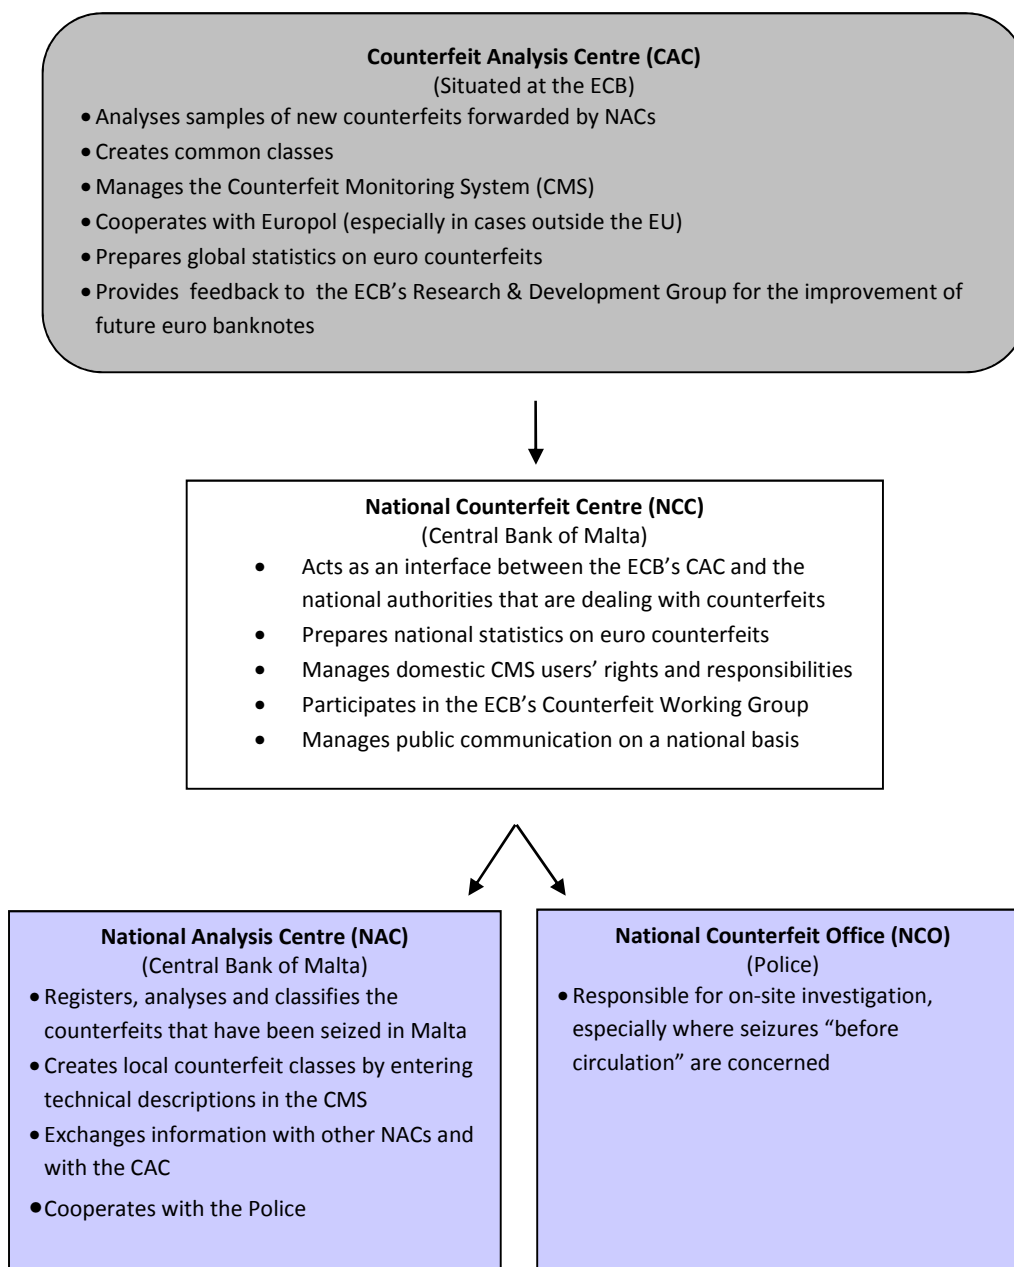 Counterfeit Analysis Centre (CAC)
(Situated at the ECB)
• Analyses samples of new counterfeits forwarded by NACs
• Creates common classes
• Manages the Counterfeit Monitoring System (CMS)
• Cooperates with Europol (especially in cases outside the EU)
• Prepares global statistics on euro counterfeits
• Provides feedback to the ECB's Research & Development Group for the improvement of
future euro banknotes
National Counterfeit Centre (NCC)
(Central Bank of Malta)
• Acts as an interface between the ECB's CAC and the
national authorities that are dealing with counterfeits
• Prepares national statistics on euro counterfeits
• Manages domestic CMS users' rights and responsibilities
• Participates in the ECB's Counterfeit Working Group
• Manages public communication on a national basis
National Analysis Centre (NAC)
(Central Bank of Malta)
• Registers, analyses and classifies the
counterfeits that have been seized in Malta
• Creates local counterfeit classes by entering
technical descriptions in the CMS
• Exchanges information with other NACs and
with the CAC
• Cooperates with the Police
National Counterfeit Office (NCO)
(Police)
• Responsible for on-site investigation,
especially where seizures “before
circulation” are concerned